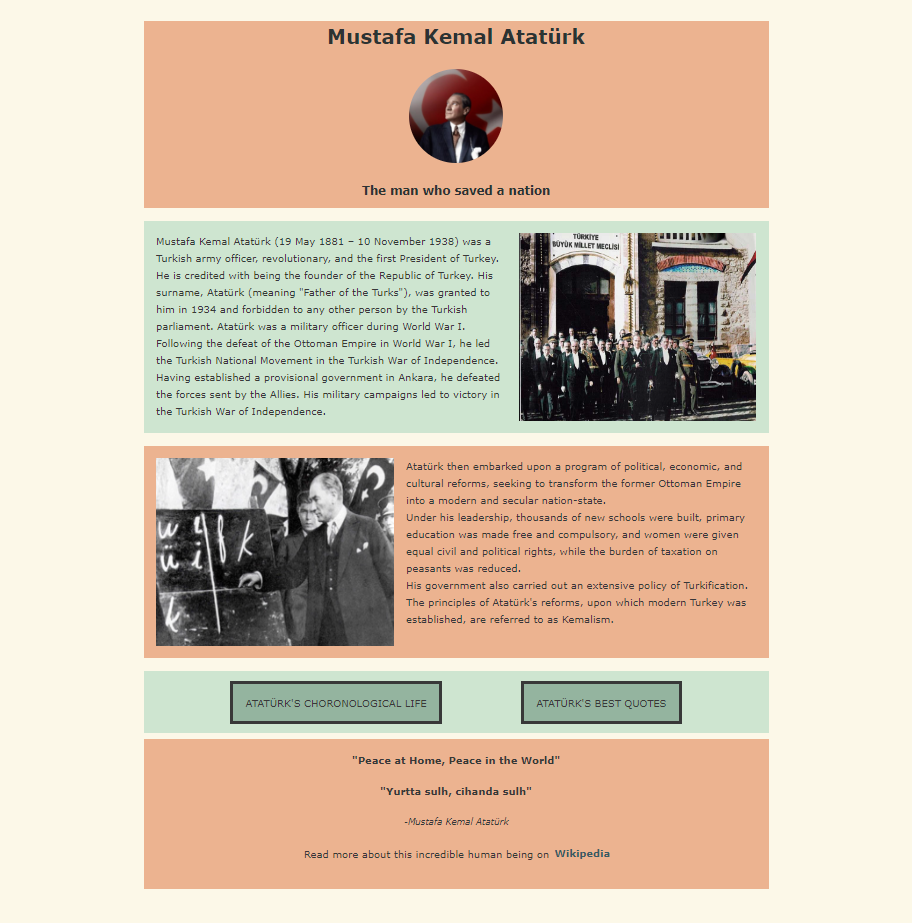 Mustafa Kemal Atatürk
The man who saved a nation
Mustafa Kemal Atatürk (19 May 1881 – 10 November 1938) was a
Turkish army officer, revolutionary, and the first President of Turkey.
He is credited with being the founder of the Republic of Turkey. His
surname, Atatürk (meaning "Father of the Turks"), was granted to
him in 1934 and forbidden to any other person by the Turkish
parliament. Atatürk was a military officer during World War I.
Following the defeat of the Ottoman Empire in World War I, he led
the Turkish National Movement in the Turkish War of Independence.
Having established a provisional government in Ankara, he defeated
the forces sent by the Allies. His military campaigns led to victory in
the Turkish War of Independence.
TÜRKİYE
BÜYÜK MİLLET MECLİSİ
Atatürk then embarked upon a program of political, economic, and
cultural reforms, seeking to transform the former Ottoman Empire
into a modern and secular nation-state.
Under his leadership, thousands of new schools were built, primary
education was made free and compulsory, and women were given
equal civil and political rights, while the burden of taxation on
peasants was reduced.
His government also carried out an extensive policy of Turkification.
The principles of Atatürk's reforms, upon which modern Turkey was
established, are referred to as Kemalism.
ATATÜRK'S CHORONOLOGICAL LIFE
ATATÜRK'S BEST QUOTES
"Peace at Home, Peace in the World"
"Yurtta sulh, cihanda sulh"
-Mustafa Kemal Atatürk
Read more about this incredible human being on Wikipedia